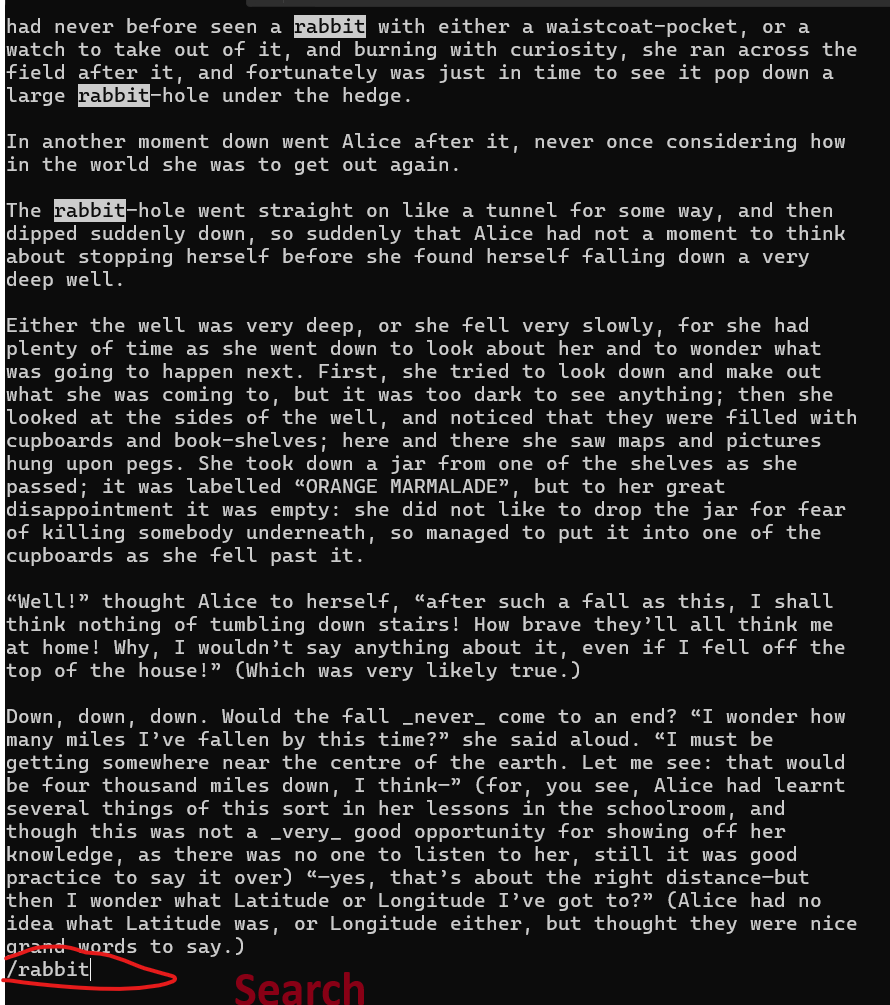 had never before seen a rabbit with either a waistcoat-pocket, or a
watch to take out of it, and burning with curiosity, she ran across the
field after it, and fortunately was just in time to see it pop down a
large rabbit-hole under the hedge.
In another moment down went Alice after it, never once considering how
in the world she was to get out again.
The rabbit-hole went straight on like a tunnel for some way, and then
dipped suddenly down, so suddenly that Alice had not a moment to think
about stopping herself before she found herself falling down a very
deep well.
Either the well was very deep, or she fell very slowly, for she had
plenty of time as she went down to look about her and to wonder what
was going to happen next. First, she tried to look down and make out
what she was coming to, but it was too dark to see anything; then she
looked at the sides of the well, and noticed that they were filled with
cupboards and book-shelves; here and there she saw maps and pictures
hung upon pegs. She took down a jar from one of the shelves as she
passed; it was labelled “ORANGE MARMALADE”, but to her great
disappointment it was empty: she did not like to drop the jar for fear
of killing somebody underneath, so managed to put it into one of the
cupboards as she fell past it.
“Well!” thought Alice to herself, “after such a fall as this, I shall
think nothing of tumbling down stairs! How brave they’ll all think me
at home! Why, I wouldn’t say anything about it, even if I fell off the
top of the house!” (Which was very likely true.)
Down, down, down. Would the fall _never_ come to an end? “I wonder how
many miles I’ve fallen by this time?” she said aloud. “I must be
getting somewhere near the centre of the earth. Let me see: that would
be four thousand miles down, I think—” (for, you see, Alice had learnt
several things of this sort in her lessons in the schoolroom, and
though this was not a _very_ good opportunity for showing off her
knowledge, as there was no one to listen to her, still it was good
practice to say it over) “—yes, that’s about the right distance—but
then I wonder what Latitude or Longitude I’ve got to?” (Alice had no
idea what Latitude was, or Longitude either, but thought they were nice
grand words to say.)
/rabbit
Search